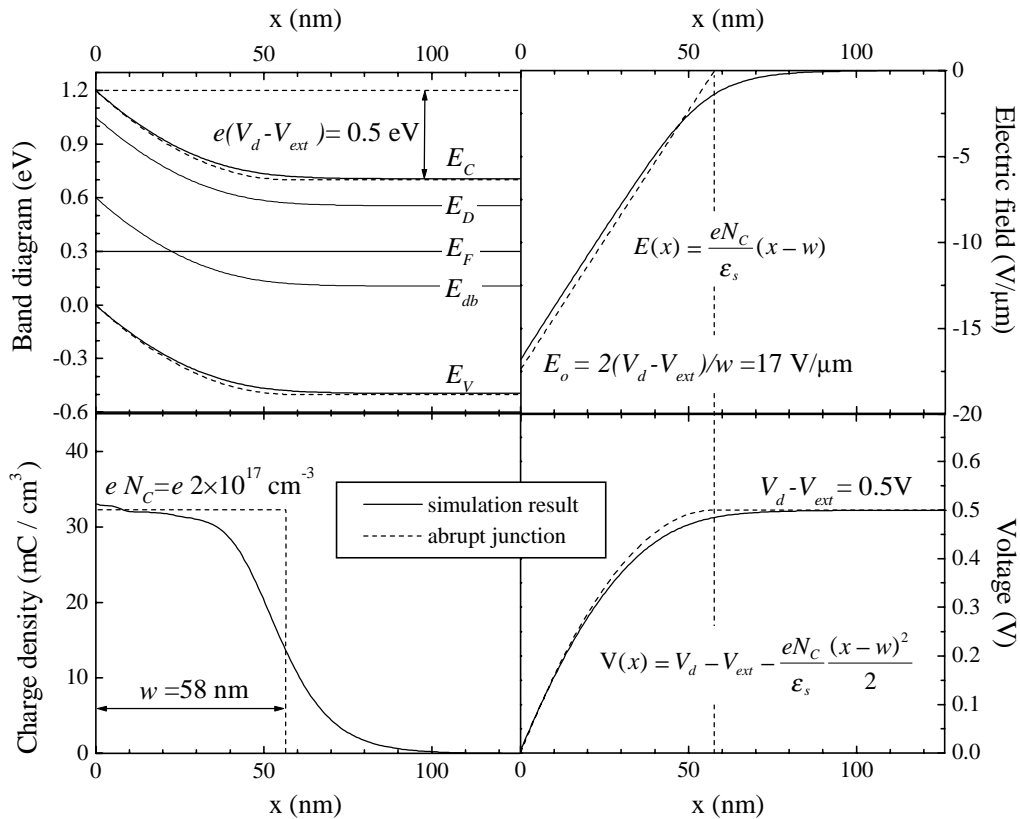 x (nm)
x (nm)
0 50 100
0 50 100
Band diagram (eV)
1.2
0.9
0.6
0.3
0.0
-0.3
-0.6
e(V_d-V_ext)= 0.5 eV
E_C
E_D
E_F
E_db
E_V
0
-5
-10
-15
-20
Electric field (V/µm)
E(x) = eN_C/ε_s (x − w)
E_o = 2(V_d-V_ext)/w =17 V/µm
Charge density (mC / cm³)
40
30
20
10
0
e N_C=e 2×10¹⁷ cm⁻³
w =58 nm
simulation result
abrupt junction
V_d-V_ext= 0.5V
V(x) = V_d − V_ext − eN_C/ε_s (x − w)²/2
0.6
0.5
0.4
0.3
0.2
0.1
0.0
Voltage (V)
0 50 100
0 50 100
x (nm)
x (nm)